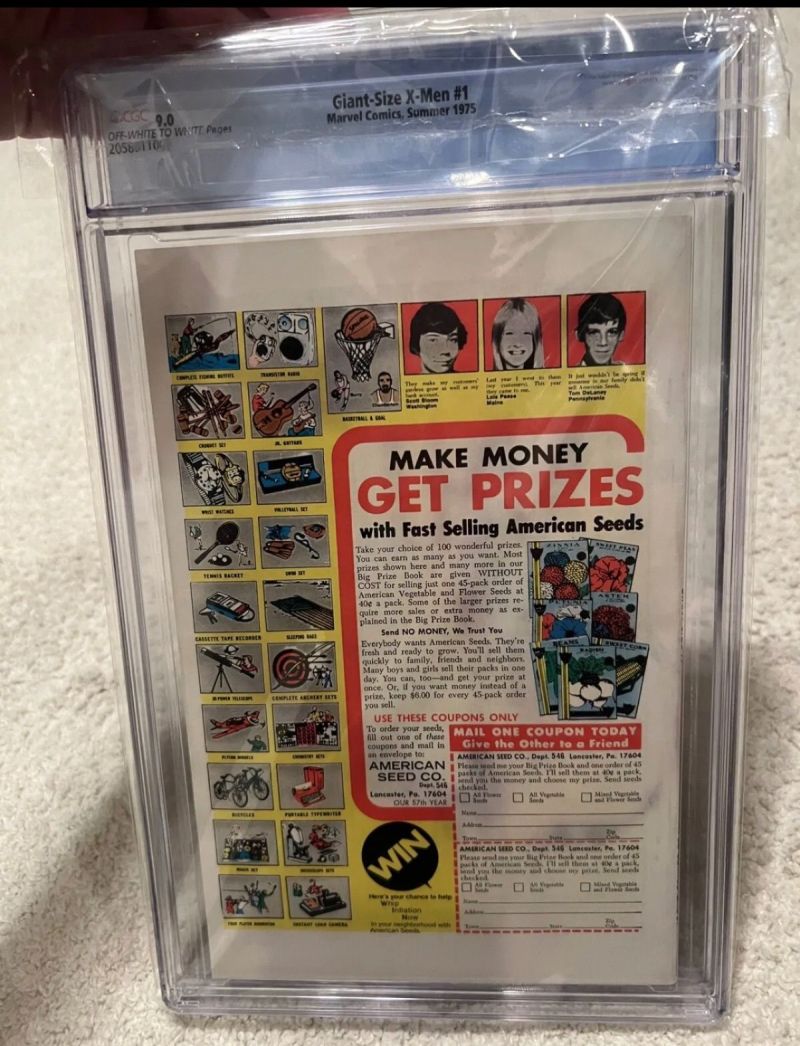 CGC 9.0
OFF-WHITE TO WHITE Pages
Giant-Size X-Men #1
Marvel Comics, Summer 1975
COMPLETE FISHING OUTFITS
TRANSISTOR RADIO
BASKETBALL & GOAL
They make my customers'
gardens grow as well as my
bank account.
Scott Bloom
Washington
Last year I went to them
(my customers). This year
they came to me.
Lois Pease
Maine
It just wouldn't be spring if
someone in my family didn't
sell American Seeds.
Tom DeLaney
Pennsylvania
CROQUET SET
JR. GUITARS
WRIST WATCHES
VOLLEYBALL SET
TENNIS RACKET
SWIM SET
CASSETTE TAPE RECORDER
SLEEPING BAGS
COMPLETE ARCHERY SETS
FLYING MODELS
CHEMISTRY SETS
BICYCLES
PORTABLE TYPEWRITER
MAGIC SET
MICROSCOPE SETS
INSTANT LOAD CAMERA
MAKE MONEY
GET PRIZES
with Fast Selling American Seeds
Take your choice of 100 wonderful prizes.
You can earn as many as you want. Most
prizes shown here and many more in our
Big Prize Book are given WITHOUT
COST for selling just one 45-pack order of
American Vegetable and Flower Seeds at
40¢ a pack. Some of the larger prizes re-
quire more sales or extra money as ex-
plained in the Big Prize Book.
Send NO MONEY, We Trust You
Everybody wants American Seeds. They're
fresh and ready to grow. You'll sell them
quickly to family, friends and neighbors.
Many boys and girls sell their packs in one
day. You can, too—and get your prize at
once. Or, if you want money instead of a
prize, keep $6.00 for every 45-pack order
you sell.
ZINNIA
SWEET PEAS
PETUNIA
ASTER
BEANS
RADISH
SWEET CORN
USE THESE COUPONS ONLY
To order your seeds,
fill out one of these
coupons and mail in
an envelope to:
AMERICAN
SEED CO.
Dept. 546
Lancaster, Pa. 17604
OUR 57th YEAR
MAIL ONE COUPON TODAY
Give the Other to a Friend
AMERICAN SEED CO., Dept. 546 Lancaster, Pa. 17604
Please send me your Big Prize Book and one order of 45
packs of American Seeds. I'll sell them at 40¢ a pack,
send you the money and choose my prize. Send seeds
checked.
All Flower Seeds
All Vegetable Seeds
Mixed Vegetable and Flower Seeds
Name
Address
Town State Zip Code
AMERICAN SEED CO., Dept. 546 Lancaster, Pa. 17604
Please send me your Big Prize Book and one order of 45
packs of American Seeds. I'll sell them at 40¢ a pack,
send you the money and choose my prize. Send seeds
checked.
All Flower Seeds
All Vegetable Seeds
Mixed Vegetable and Flower Seeds
Name
Address
Town State Zip Code
WIN
Here's your chance to help
Whip
Inflation
Now
in your neighborhood with
American Seeds.